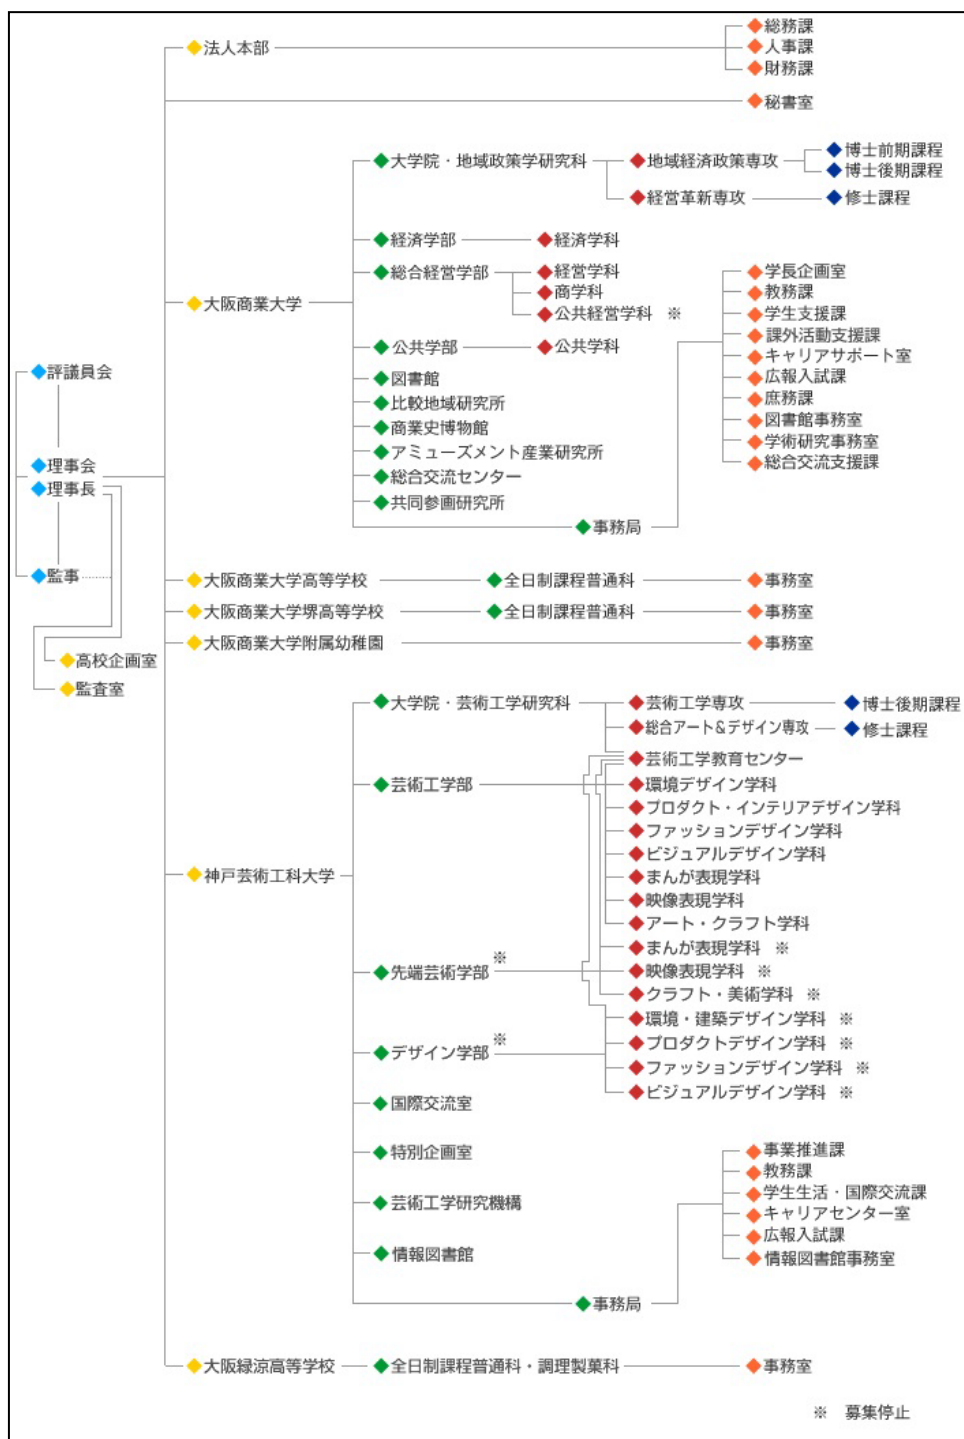 ◆評議員会
◆理事会
◆理事長
◆監事
◆高校企画室
◆監査室
◆法人本部
◆総務課
◆人事課
◆財務課
◆秘書室
◆大阪商業大学
◆大学院・地域政策学研究科
◆地域経済政策専攻
◆博士前期課程
◆博士後期課程
◆経営革新専攻
◆修士課程
◆経済学部
◆経済学科
◆総合経営学部
◆経営学科
◆商学科
◆公共経営学科 ※
◆公共学部
◆公共学科
◆図書館
◆比較地域研究所
◆商業史博物館
◆アミューズメント産業研究所
◆総合交流センター
◆共同参画研究所
◆事務局
◆学長企画室
◆教務課
◆学生支援課
◆課外活動支援課
◆キャリアサポート室
◆広報入試課
◆庶務課
◆図書館事務室
◆学術研究事務室
◆総合交流支援課
◆大阪商業大学高等学校
◆全日制課程普通科
◆事務室
◆大阪商業大学堺高等学校
◆全日制課程普通科
◆事務室
◆大阪商業大学附属幼稚園
◆事務室
◆神戸芸術工科大学
◆大学院・芸術工学研究科
◆芸術工学専攻
◆博士後期課程
◆総合アート&デザイン専攻
◆修士課程
◆芸術工学教育センター
◆芸術工学部
◆環境デザイン学科
◆プロダクト・インテリアデザイン学科
◆ファッションデザイン学科
◆ビジュアルデザイン学科
◆まんが表現学科
◆映像表現学科
◆アート・クラフト学科
◆先端芸術学部 ※
◆まんが表現学科 ※
◆映像表現学科 ※
◆クラフト・美術学科 ※
◆デザイン学部 ※
◆環境・建築デザイン学科 ※
◆プロダクトデザイン学科 ※
◆ファッションデザイン学科 ※
◆ビジュアルデザイン学科 ※
◆国際交流室
◆特別企画室
◆芸術工学研究機構
◆情報図書館
◆事務局
◆事業推進課
◆教務課
◆学生生活・国際交流課
◆キャリアセンター室
◆広報入試課
◆情報図書館事務室
◆大阪緑涼高等学校
◆全日制課程普通科・調理製菓科
◆事務室
※ 募集停止